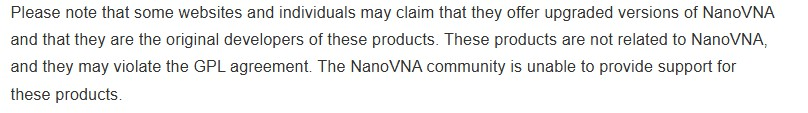 Please note that some websites and individuals may claim that they offer upgraded versions of NanoVNA
and that they are the original developers of these products. These products are not related to NanoVNA,
and they may violate the GPL agreement. The NanoVNA community is unable to provide support for
these products.